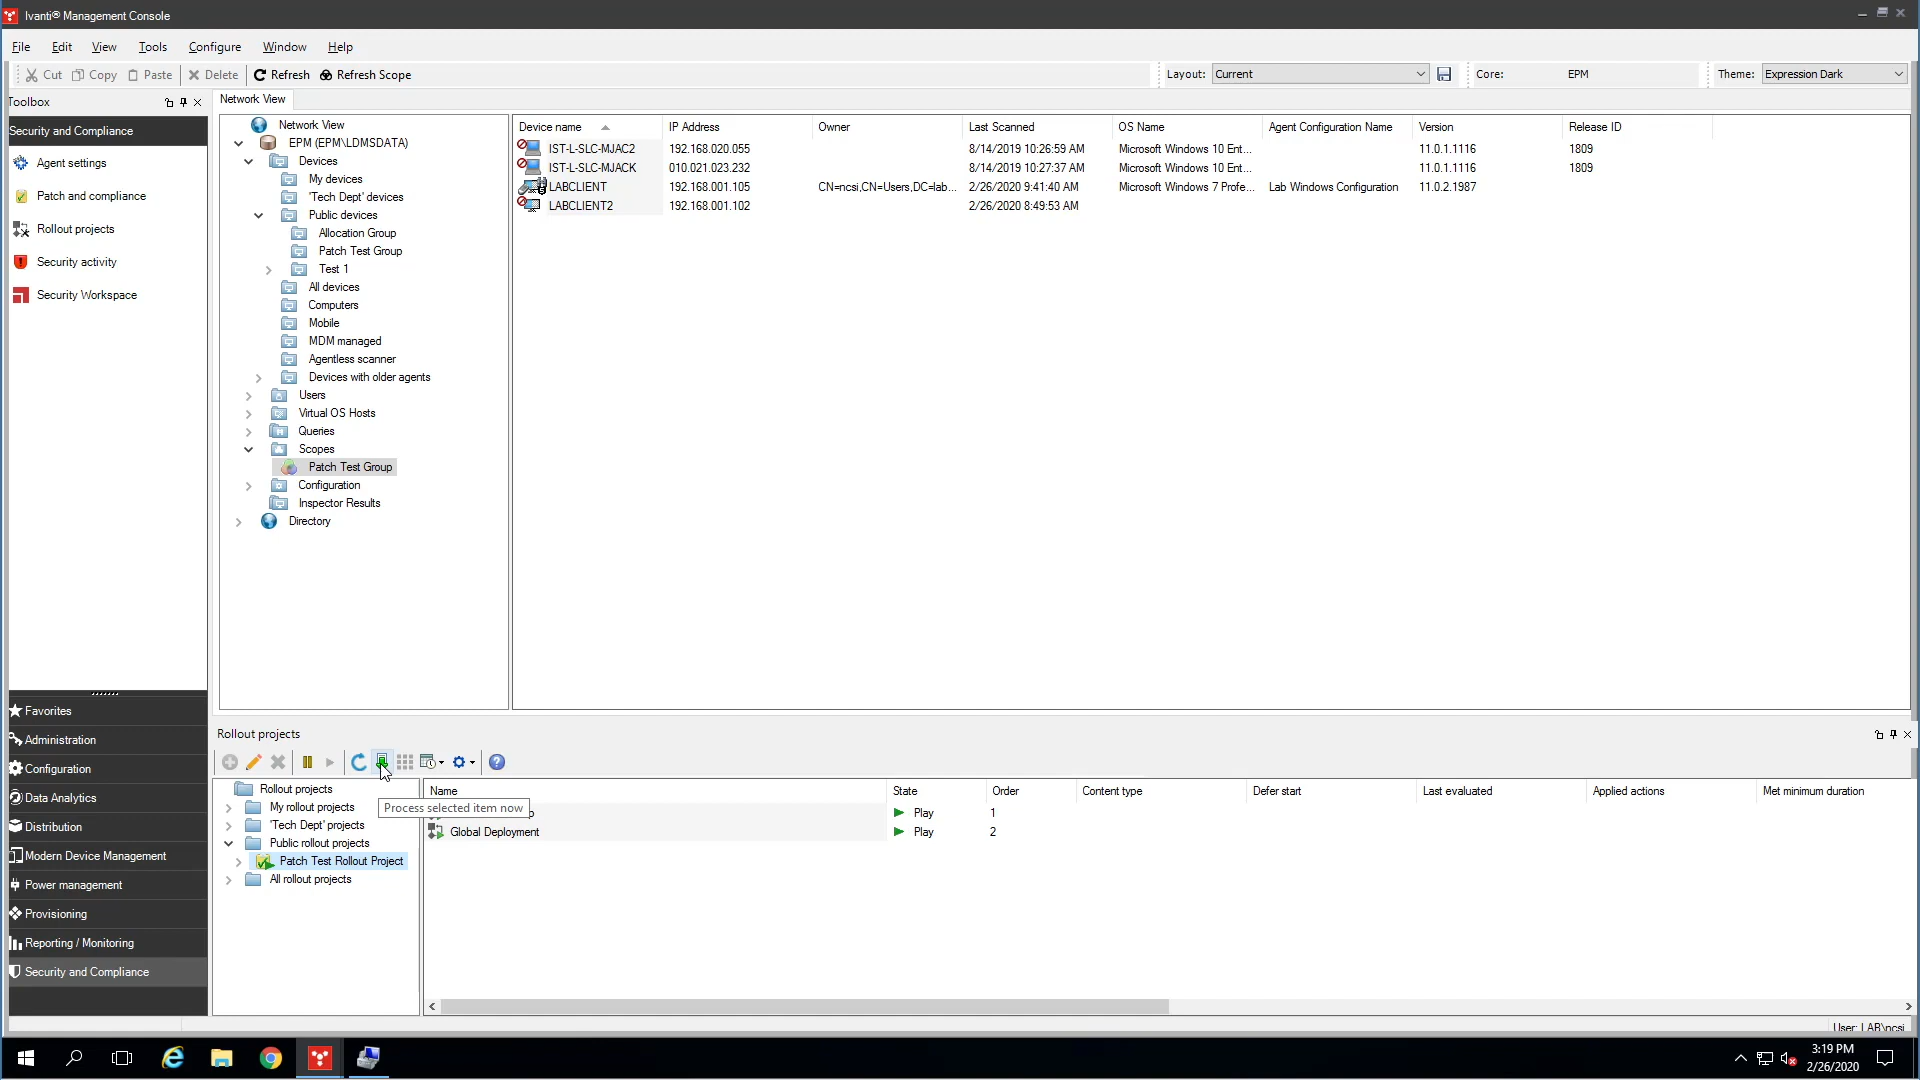 Ivanti® Management Console
File Edit View Tools Configure Window Help
Cut Copy Paste Delete Refresh Refresh Scope Layout: Current Core: EPM Theme: Expression Dark
Toolbox
Network View
Security and Compliance
Agent settings
Patch and compliance
Rollout projects
Security activity
Security Workspace
Favorites
Administration
Configuration
Data Analytics
Distribution
Modern Device Management
Power management
Provisioning
Reporting / Monitoring
Security and Compliance
Network View
EPM (EPM\LDMSDATA)
Devices
My devices
'Tech Dept' devices
Public devices
Allocation Group
Patch Test Group
Test 1
All devices
Computers
Mobile
MDM managed
Agentless scanner
Devices with older agents
Users
Virtual OS Hosts
Queries
Scopes
Patch Test Group
Configuration
Inspector Results
Directory
Device name IP Address Owner Last Scanned OS Name Agent Configuration Name Version Release ID
IST-L-SLC-MJAC2 192.168.020.055 8/14/2019 10:26:59 AM Microsoft Windows 10 Ent... 11.0.1.1116 1809
IST-L-SLC-MJACK 010.021.023.232 8/14/2019 10:27:37 AM Microsoft Windows 10 Ent... 11.0.1.1116 1809
LABCLIENT 192.168.001.105 CN=ncsi,CN=Users,DC=lab... 2/26/2020 9:41:40 AM Microsoft Windows 7 Profe... Lab Windows Configuration 11.0.2.1987
LABCLIENT2 192.168.001.102 2/26/2020 8:49:53 AM
Rollout projects
Rollout projects
My rollout projects
'Tech Dept' projects
Public rollout projects
Patch Test Rollout Project
All rollout projects
Process selected item now
Name State Order Content type Defer start Last evaluated Applied actions Met minimum duration
Play 1
Global Deployment Play 2
User: LAB\ncsi
3:19 PM
2/26/2020